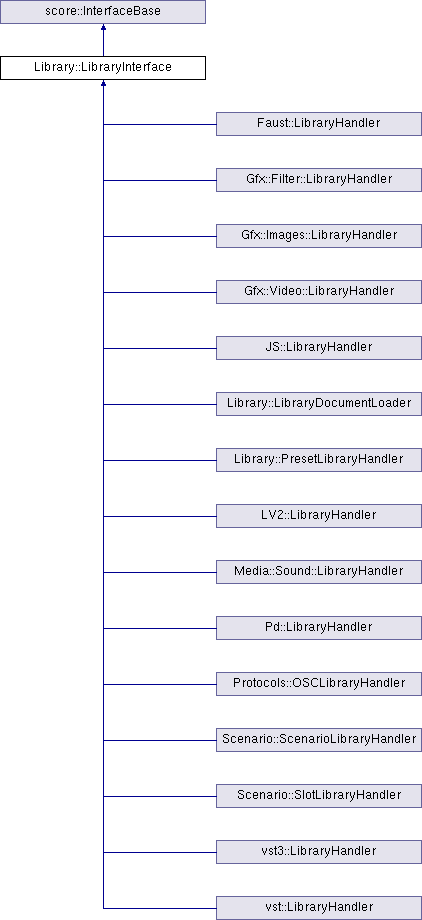 score::InterfaceBase
Library::LibraryInterface
Faust::LibraryHandler
Gfx::Filter::LibraryHandler
Gfx::Images::LibraryHandler
Gfx::Video::LibraryHandler
JS::LibraryHandler
Library::LibraryDocumentLoader
Library::PresetLibraryHandler
LV2::LibraryHandler
Media::Sound::LibraryHandler
Pd::LibraryHandler
Protocols::OSCLibraryHandler
Scenario::ScenarioLibraryHandler
Scenario::SlotLibraryHandler
vst3::LibraryHandler
vst::LibraryHandler